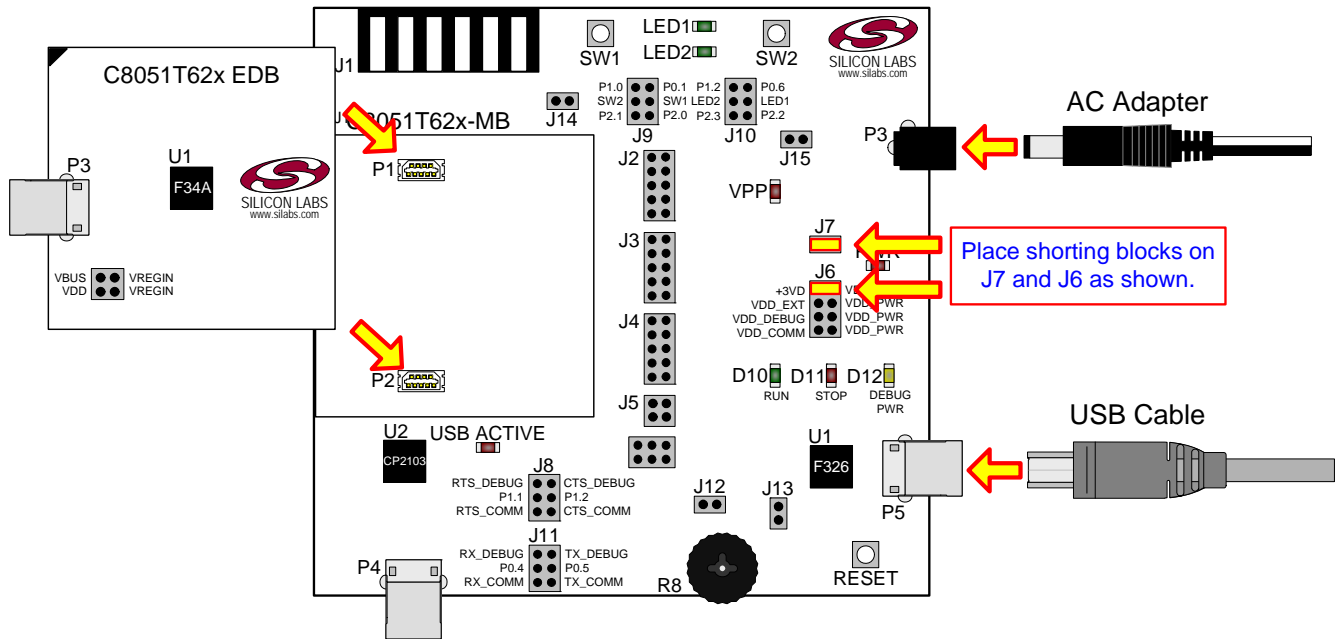 C8051T62x EDB
P3
U1
F34A
SILICON LABS
www.silabs.com
VBUS VREGIN
VDD VREGIN
J1
LED1
LED2
SW1
SW2
SILICON LABS
www.silabs.com
P1.0 P0.1
SW2 SW1
P2.1 P2.0
J9
P1.2 P0.6
LED2 LED1
P2.3 P2.2
J10
J14
J15
8051T62x-MB
P1
P2
J2
J3
J4
J5
VPP
P3
AC Adapter
J7
Place shorting blocks on
J7 and J6 as shown.
J6
+3VD
VDD_EXT VDD_PWR
VDD_DEBUG VDD_PWR
VDD_COMM VDD_PWR
D10
RUN
D11
STOP
D12
DEBUG
PWR
USB Cable
U2
CP2103
USB ACTIVE
U1
F326
P5
J8
RTS_DEBUG CTS_DEBUG
P1.1 P1.2
RTS_COMM CTS_COMM
J12
J13
J11
RX_DEBUG TX_DEBUG
P0.4 P0.5
RX_COMM TX_COMM
P4
R8
RESET